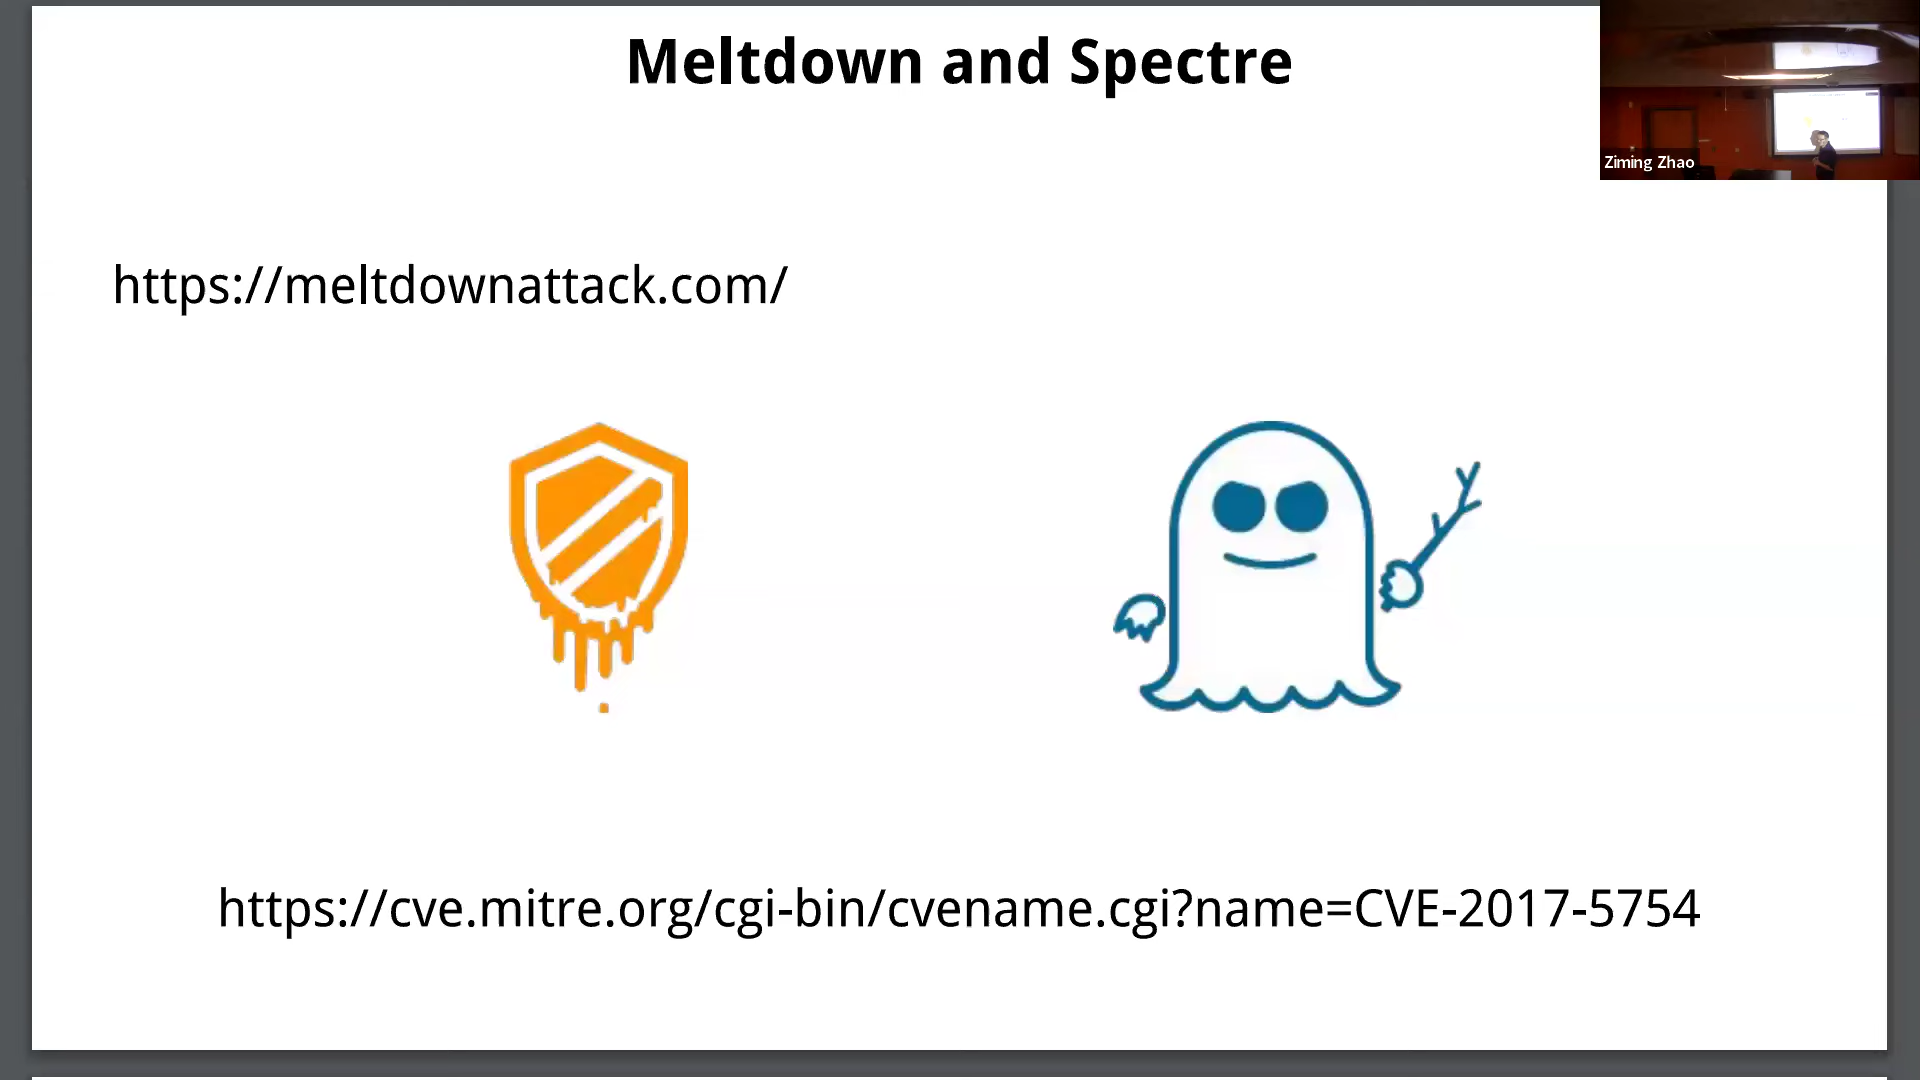 Meltdown and Spectre
Ziming Zhao
https://meltdownattack.com/
https://cve.mitre.org/cgi-bin/cvename.cgi?name=CVE-2017-5754